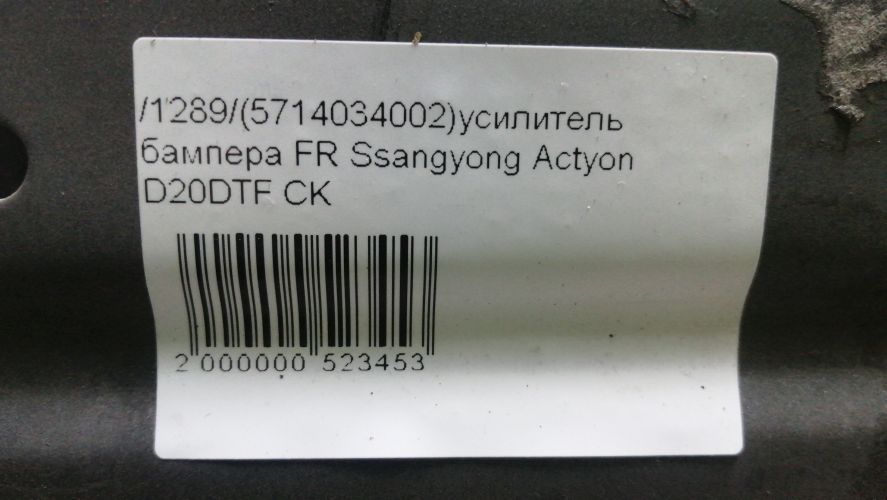 /1289/(5714034002)усилитель
бампера FR Ssangyong Actyon
D20DTF CK
2 000000 523453